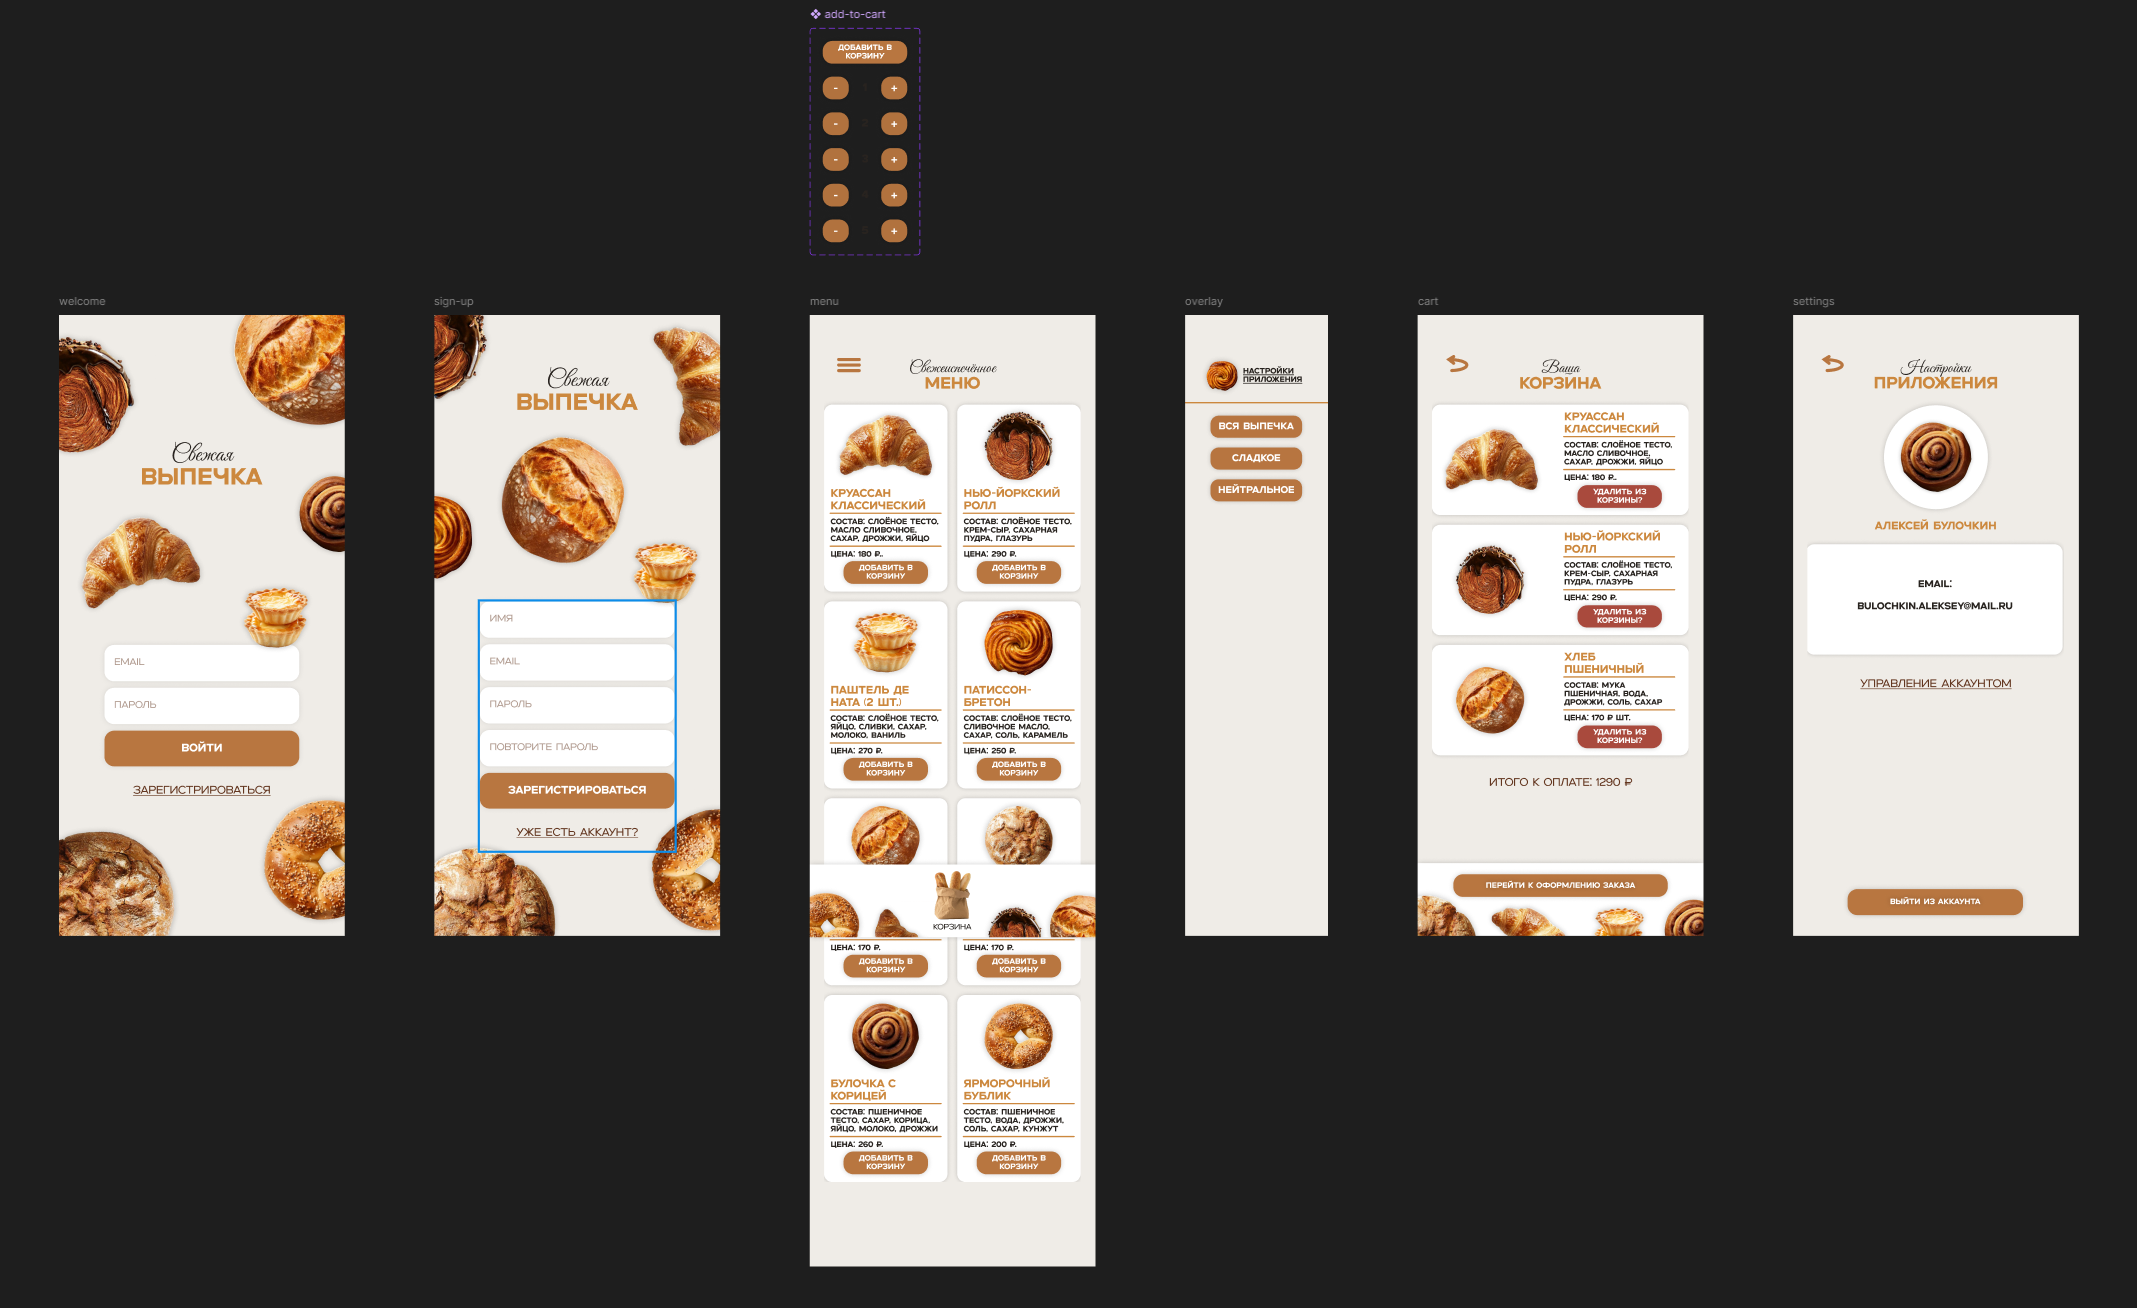 add-to-cart
ДОБАВИТЬ В
КОРЗИНУ
- +
- +
- +
- +
- +
welcome
Свежая
ВЫПЕЧКА
EMAIL
ПАРОЛЬ
ВОЙТИ
ЗАРЕГИСТРИРОВАТЬСЯ
sign-up
Свежая
ВЫПЕЧКА
ИМЯ
EMAIL
ПАРОЛЬ
ПОВТОРИТЕ ПАРОЛЬ
ЗАРЕГИСТРИРОВАТЬСЯ
УЖЕ ЕСТЬ АККАУНТ?
menu
Свежеиспечённое
МЕНЮ
КРУАССАН
КЛАССИЧЕСКИЙ
СОСТАВ: СЛОЁНОЕ ТЕСТО,
МАСЛО СЛИВОЧНОЕ,
САХАР, ДРОЖЖИ, ЯЙЦО
ЦЕНА: 180 ₽..
ДОБАВИТЬ В
КОРЗИНУ
НЬЮ-ЙОРКСКИЙ
РОЛЛ
СОСТАВ: СЛОЁНОЕ ТЕСТО,
КРЕМ-СЫР, САХАРНАЯ
ПУДРА, ГЛАЗУРЬ
ЦЕНА: 290 ₽.
ДОБАВИТЬ В
КОРЗИНУ
ПАШТЕЛЬ ДЕ
НАТА (2 ШТ.)
СОСТАВ: СЛОЁНОЕ ТЕСТО,
ЯЙЦО, СЛИВКИ, САХАР,
МОЛОКО, ВАНИЛЬ
ЦЕНА: 270 ₽.
ДОБАВИТЬ В
КОРЗИНУ
ПАТИССОН-
БРЕТОН
СОСТАВ: СЛОЁНОЕ ТЕСТО,
СЛИВОЧНОЕ МАСЛО,
САХАР, СОЛЬ, КАРАМЕЛЬ
ЦЕНА: 250 ₽.
ДОБАВИТЬ В
КОРЗИНУ
КОРЗИНА
ЦЕНА: 170 ₽.
ДОБАВИТЬ В
КОРЗИНУ
ЦЕНА: 170 ₽.
ДОБАВИТЬ В
КОРЗИНУ
БУЛОЧКА С
КОРИЦЕЙ
СОСТАВ: ПШЕНИЧНОЕ
ТЕСТО, САХАР, КОРИЦА,
ЯЙЦО, МОЛОКО, ДРОЖЖИ
ЦЕНА: 260 ₽.
ДОБАВИТЬ В
КОРЗИНУ
ЯРМОРОЧНЫЙ
БУБЛИК
СОСТАВ: ПШЕНИЧНОЕ
ТЕСТО, ВОДА, ДРОЖЖИ,
СОЛЬ, САХАР, КУНЖУТ
ЦЕНА: 200 ₽.
ДОБАВИТЬ В
КОРЗИНУ
overlay
НАСТРОЙКИ
ПРИЛОЖЕНИЯ
ВСЯ ВЫПЕЧКА
СЛАДКОЕ
НЕЙТРАЛЬНОЕ
cart
Ваша
КОРЗИНА
КРУАССАН
КЛАССИЧЕСКИЙ
СОСТАВ: СЛОЁНОЕ ТЕСТО,
МАСЛО СЛИВОЧНОЕ,
САХАР, ДРОЖЖИ, ЯЙЦО
ЦЕНА: 180 ₽..
УДАЛИТЬ ИЗ
КОРЗИНЫ?
НЬЮ-ЙОРКСКИЙ
РОЛЛ
СОСТАВ: СЛОЁНОЕ ТЕСТО,
КРЕМ-СЫР, САХАРНАЯ
ПУДРА, ГЛАЗУРЬ
ЦЕНА: 290 ₽.
УДАЛИТЬ ИЗ
КОРЗИНЫ?
ХЛЕБ
ПШЕНИЧНЫЙ
СОСТАВ: МУКА
ПШЕНИЧНАЯ, ВОДА,
ДРОЖЖИ, СОЛЬ, САХАР
ЦЕНА: 170 ₽ ШТ.
УДАЛИТЬ ИЗ
КОРЗИНЫ?
ИТОГО К ОПЛАТЕ: 1290 ₽
ПЕРЕЙТИ К ОФОРМЛЕНИЮ ЗАКАЗА
settings
Настройки
ПРИЛОЖЕНИЯ
АЛЕКСЕЙ БУЛОЧКИН
EMAIL:
BULOCHKIN.ALEKSEY@MAIL.RU
УПРАВЛЕНИЕ АККАУНТОМ
ВЫЙТИ ИЗ АККАУНТА